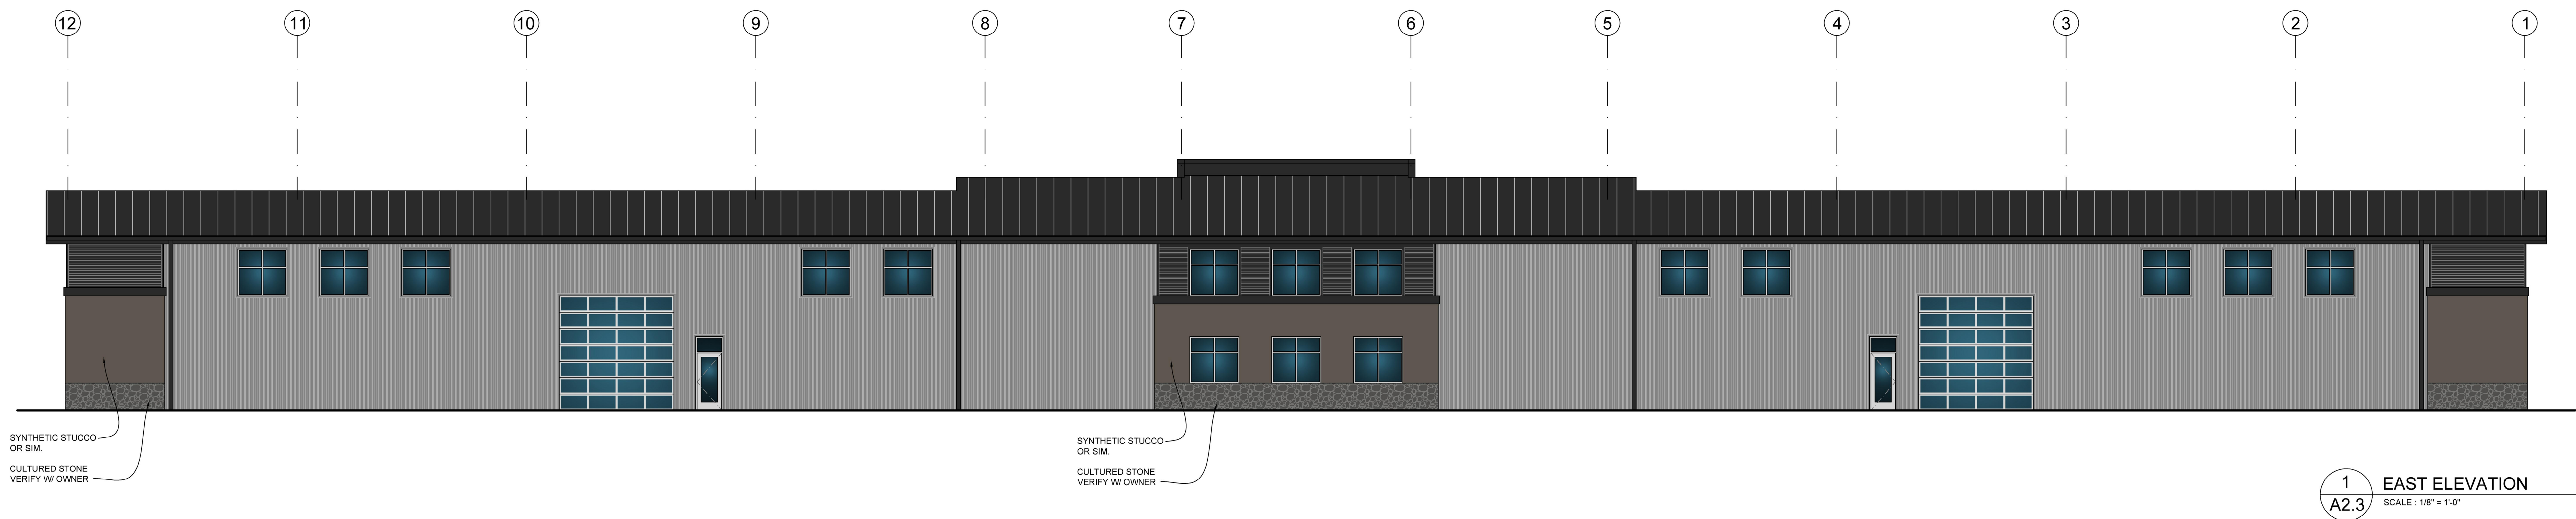 12 11 10 9 8 7 6 5 4 3 2 1
SYNTHETIC STUCCO
OR SIM.
CULTURED STONE
VERIFY W/ OWNER
SYNTHETIC STUCCO
OR SIM.
CULTURED STONE
VERIFY W/ OWNER
1
A2.3
EAST ELEVATION
SCALE : 1/8" = 1'-0"